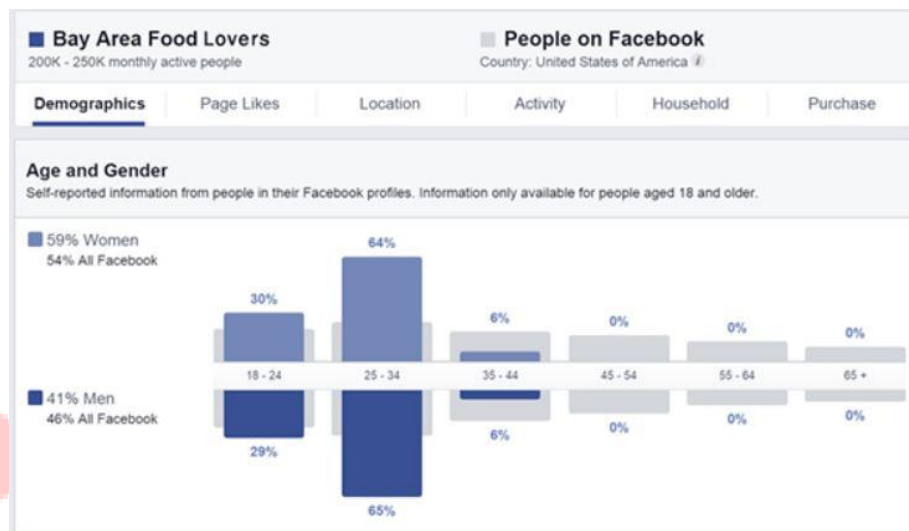 Bay Area Food Lovers
200K - 250K monthly active people
People on Facebook
Country: United States of America i
Demographics
Page Likes
Location
Activity
Household
Purchase
Age and Gender
Self-reported information from people in their Facebook profiles. Information only available for people aged 18 and older.
59% Women
54% All Facebook
30%
64%
6%
0%
0%
0%
18 - 24
25 - 34
35 - 44
45 - 54
55 - 64
65 +
41% Men
46% All Facebook
29%
65%
6%
0%
0%
0%